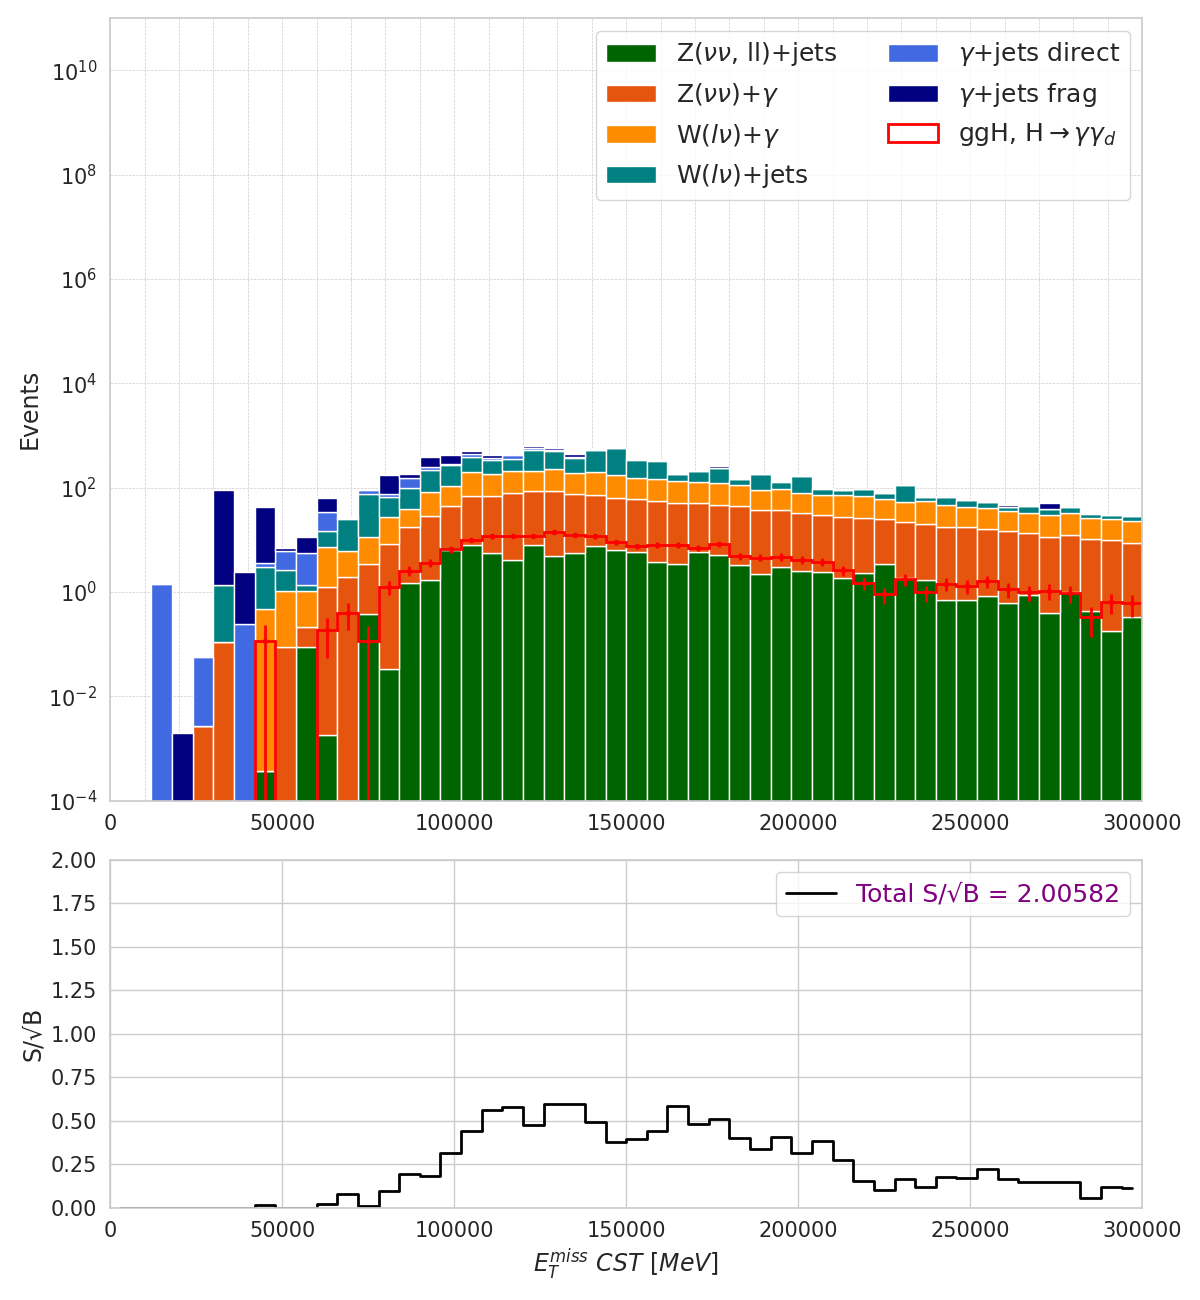 Z(νν, ll)+jets
Z(νν)+γ
W(lν)+γ
W(lν)+jets
γ+jets direct
γ+jets frag
ggH, H→γγ_d
10^10
10^8
10^6
10^4
10^2
10^0
10^−2
10^−4
Events
0 50000 100000 150000 200000 250000 300000
2.00
1.75
1.50
1.25
1.00
0.75
0.50
0.25
0.00
S/√B
Total S/√B = 2.00582
0 50000 100000 150000 200000 250000 300000
E_T^miss CST [MeV]